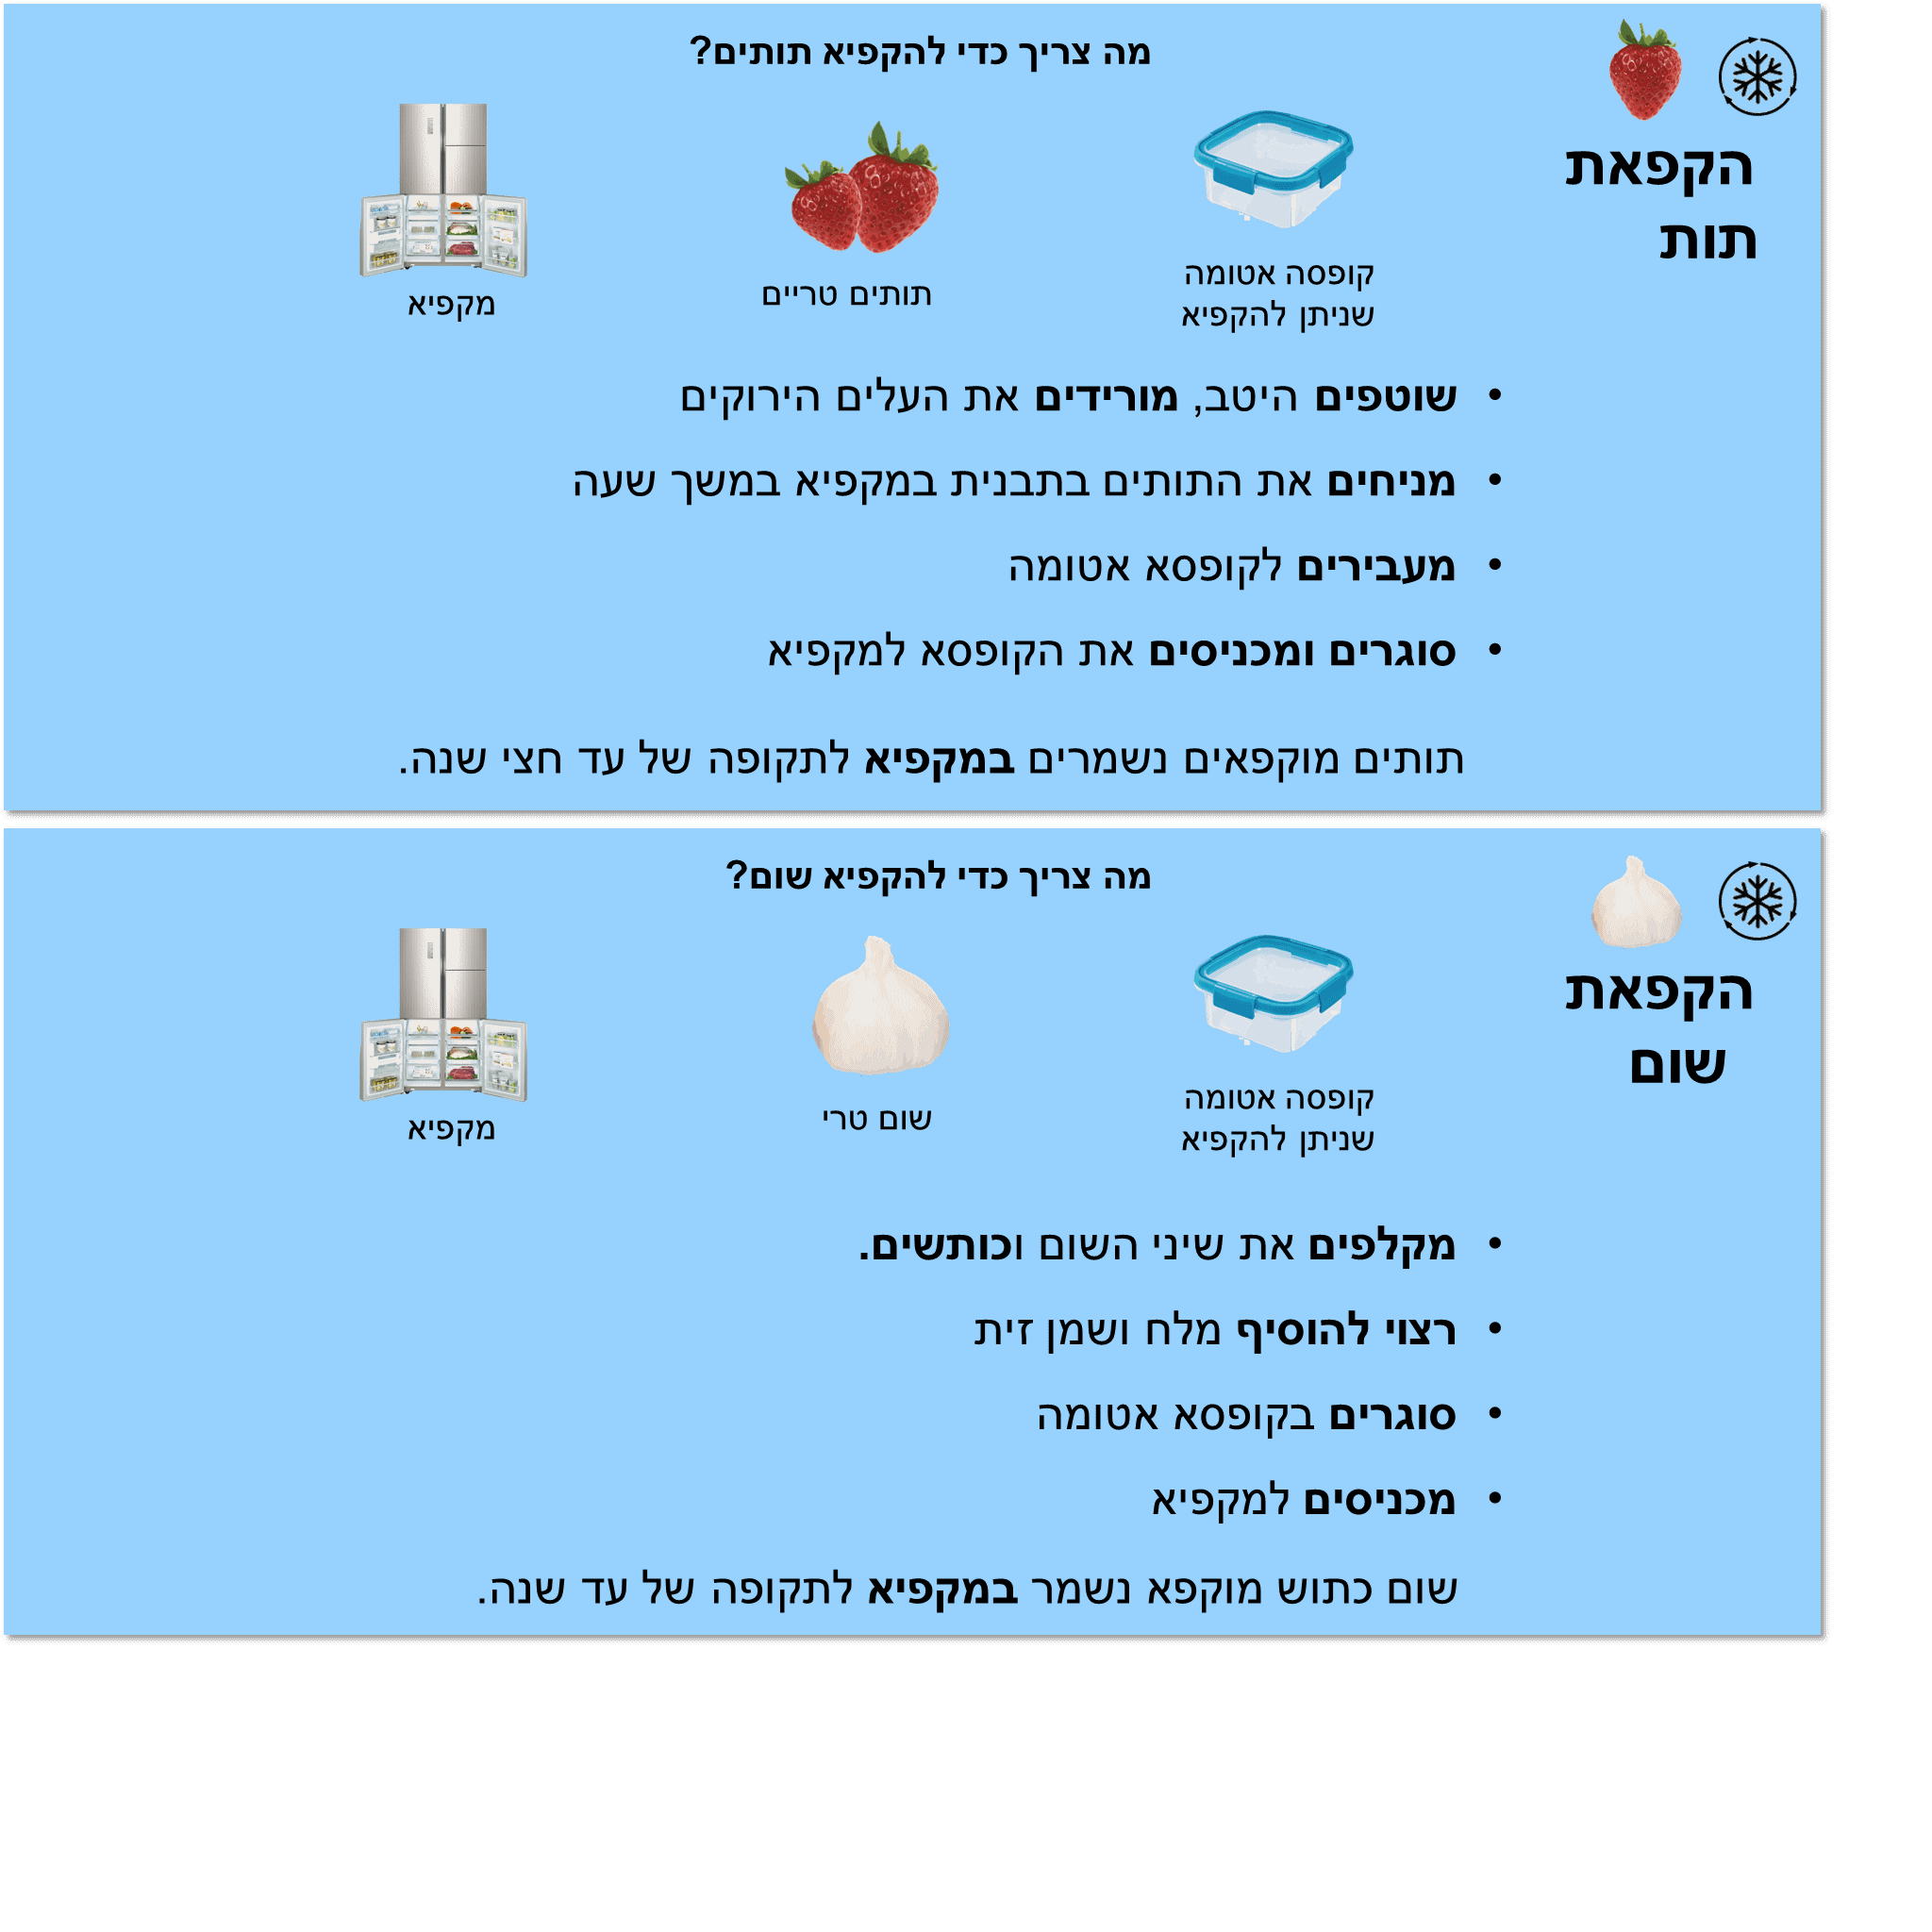 הקפאת
תות
מה צריך כדי להקפיא תותים?
קופסה אטומה
שניתן להקפיא
תותים טריים
מקפיא
• שוטפים היטב, מורידים את העלים הירוקים
• מניחים את התותים בתבנית במקפיא במשך שעה
• מעבירים לקופסא אטומה
• סוגרים ומכניסים את הקופסא למקפיא
תותים מוקפאים נשמרים במקפיא לתקופה של עד חצי שנה.
הקפאת
שום
מה צריך כדי להקפיא שום?
קופסה אטומה
שניתן להקפיא
שום טרי
מקפיא
• מקלפים את שיני השום וכותשים.
• רצוי להוסיף מלח ושמן זית
• סוגרים בקופסא אטומה
• מכניסים למקפיא
שום כתוש מוקפא נשמר במקפיא לתקופה של עד שנה.